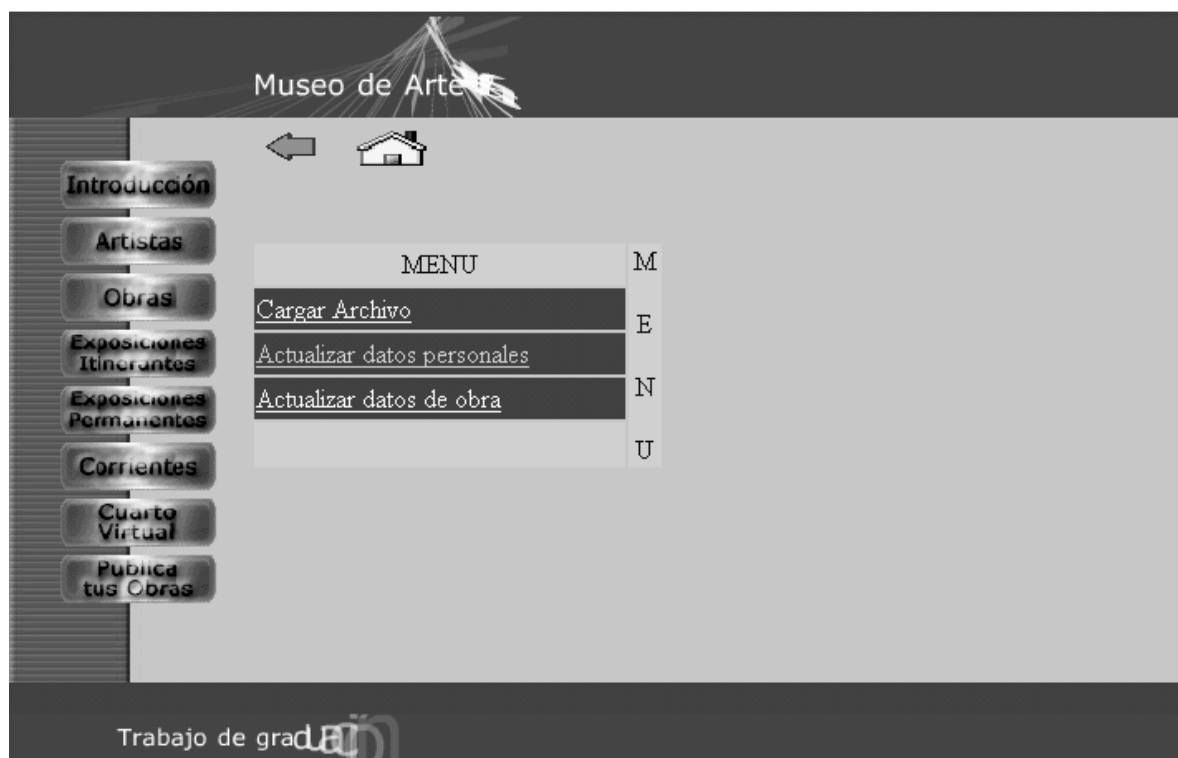 Museo de Arte
Introducción
Artistas
Obras
Exposiciones
Itinerantes
Exposiciones
Permanentes
Corrientes
Cuarto
Virtual
Publica
tus Obras
MENU
Cargar Archivo
Actualizar datos personales
Actualizar datos de obra
M
E
N
U
Trabajo de graduación